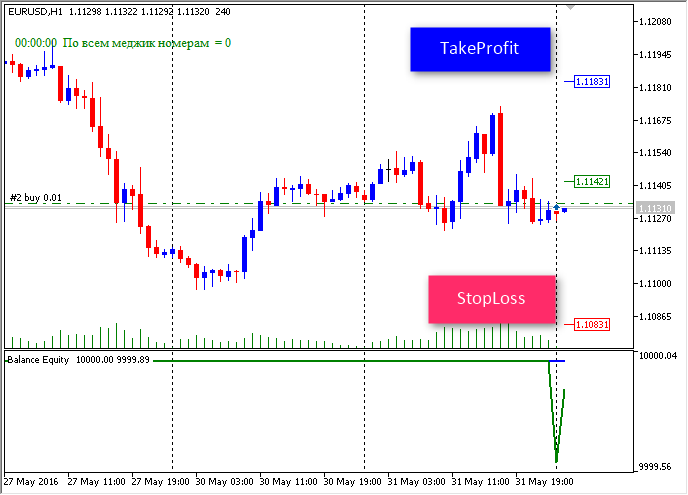 EURUSD,H1 1.11298 1.11322 1.11292 1.11320 240
00:00:00 По всем меджик номерам = 0
TakeProfit
1.12080
1.11945
1.11831
1.11810
1.11675
1.11540
1.11421
1.11405
#2 buy 0.01
1.11310
1.11270
1.11135
1.11000
StopLoss
1.10865
1.10831
Balance Equity 10000.00 9999.89
10000.04
9999.56
27 May 2016 27 May 11:00 27 May 19:00 30 May 03:00 30 May 11:00 30 May 19:00 31 May 03:00 31 May 11:00 31 May 19:00